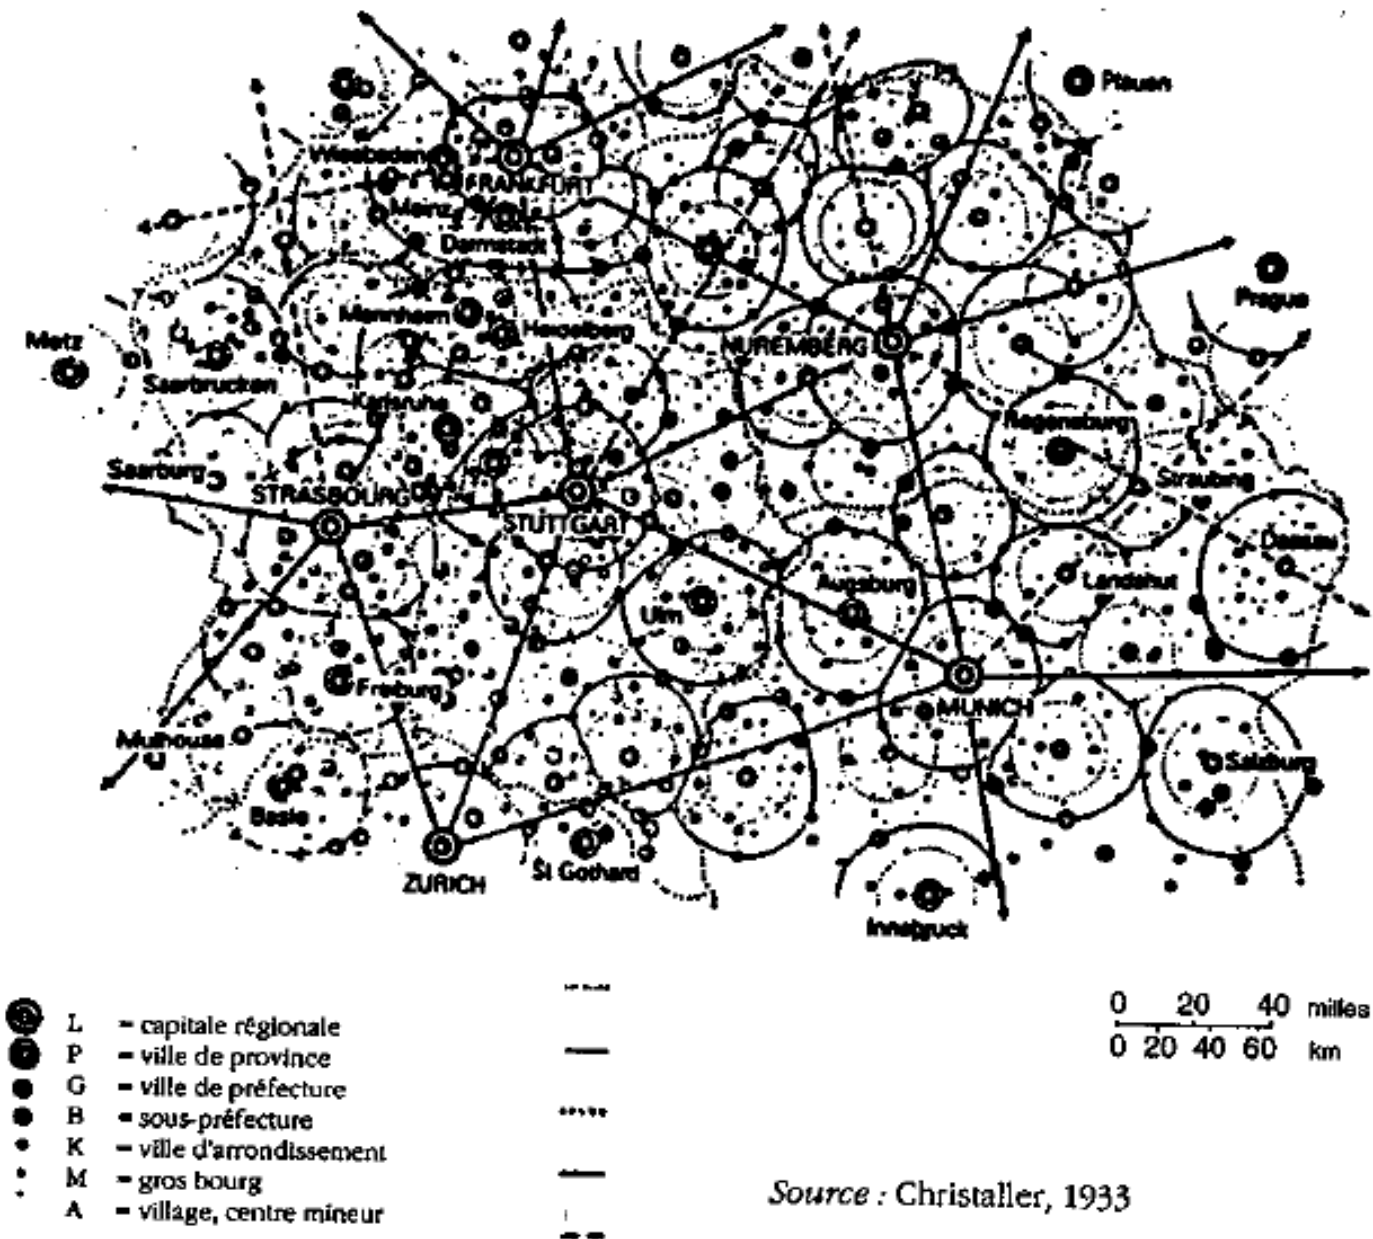 Plauen
Wiesbaden
FRANKFURT
Mainz
Darmstadt
Prague
Mannheim
Heidelberg
Metz
NUREMBERG
Saarbrucken
Karlsruhe
Regensburg
Saarburg
Straubing
STRASBOURG
STUTTGART
Passau
Augsburg
Landshut
Ulm
Freiburg
MUNICH
Mulhouse
Salzburg
Basle
ZURICH
St Gothard
Innsbruck
0 20 40 milles
0 20 40 60 km
L = capitale régionale
P = ville de province
G = ville de préfecture
B = sous-préfecture
K = ville d'arrondissement
M = gros bourg
A = village, centre mineur
Source : Christaller, 1933